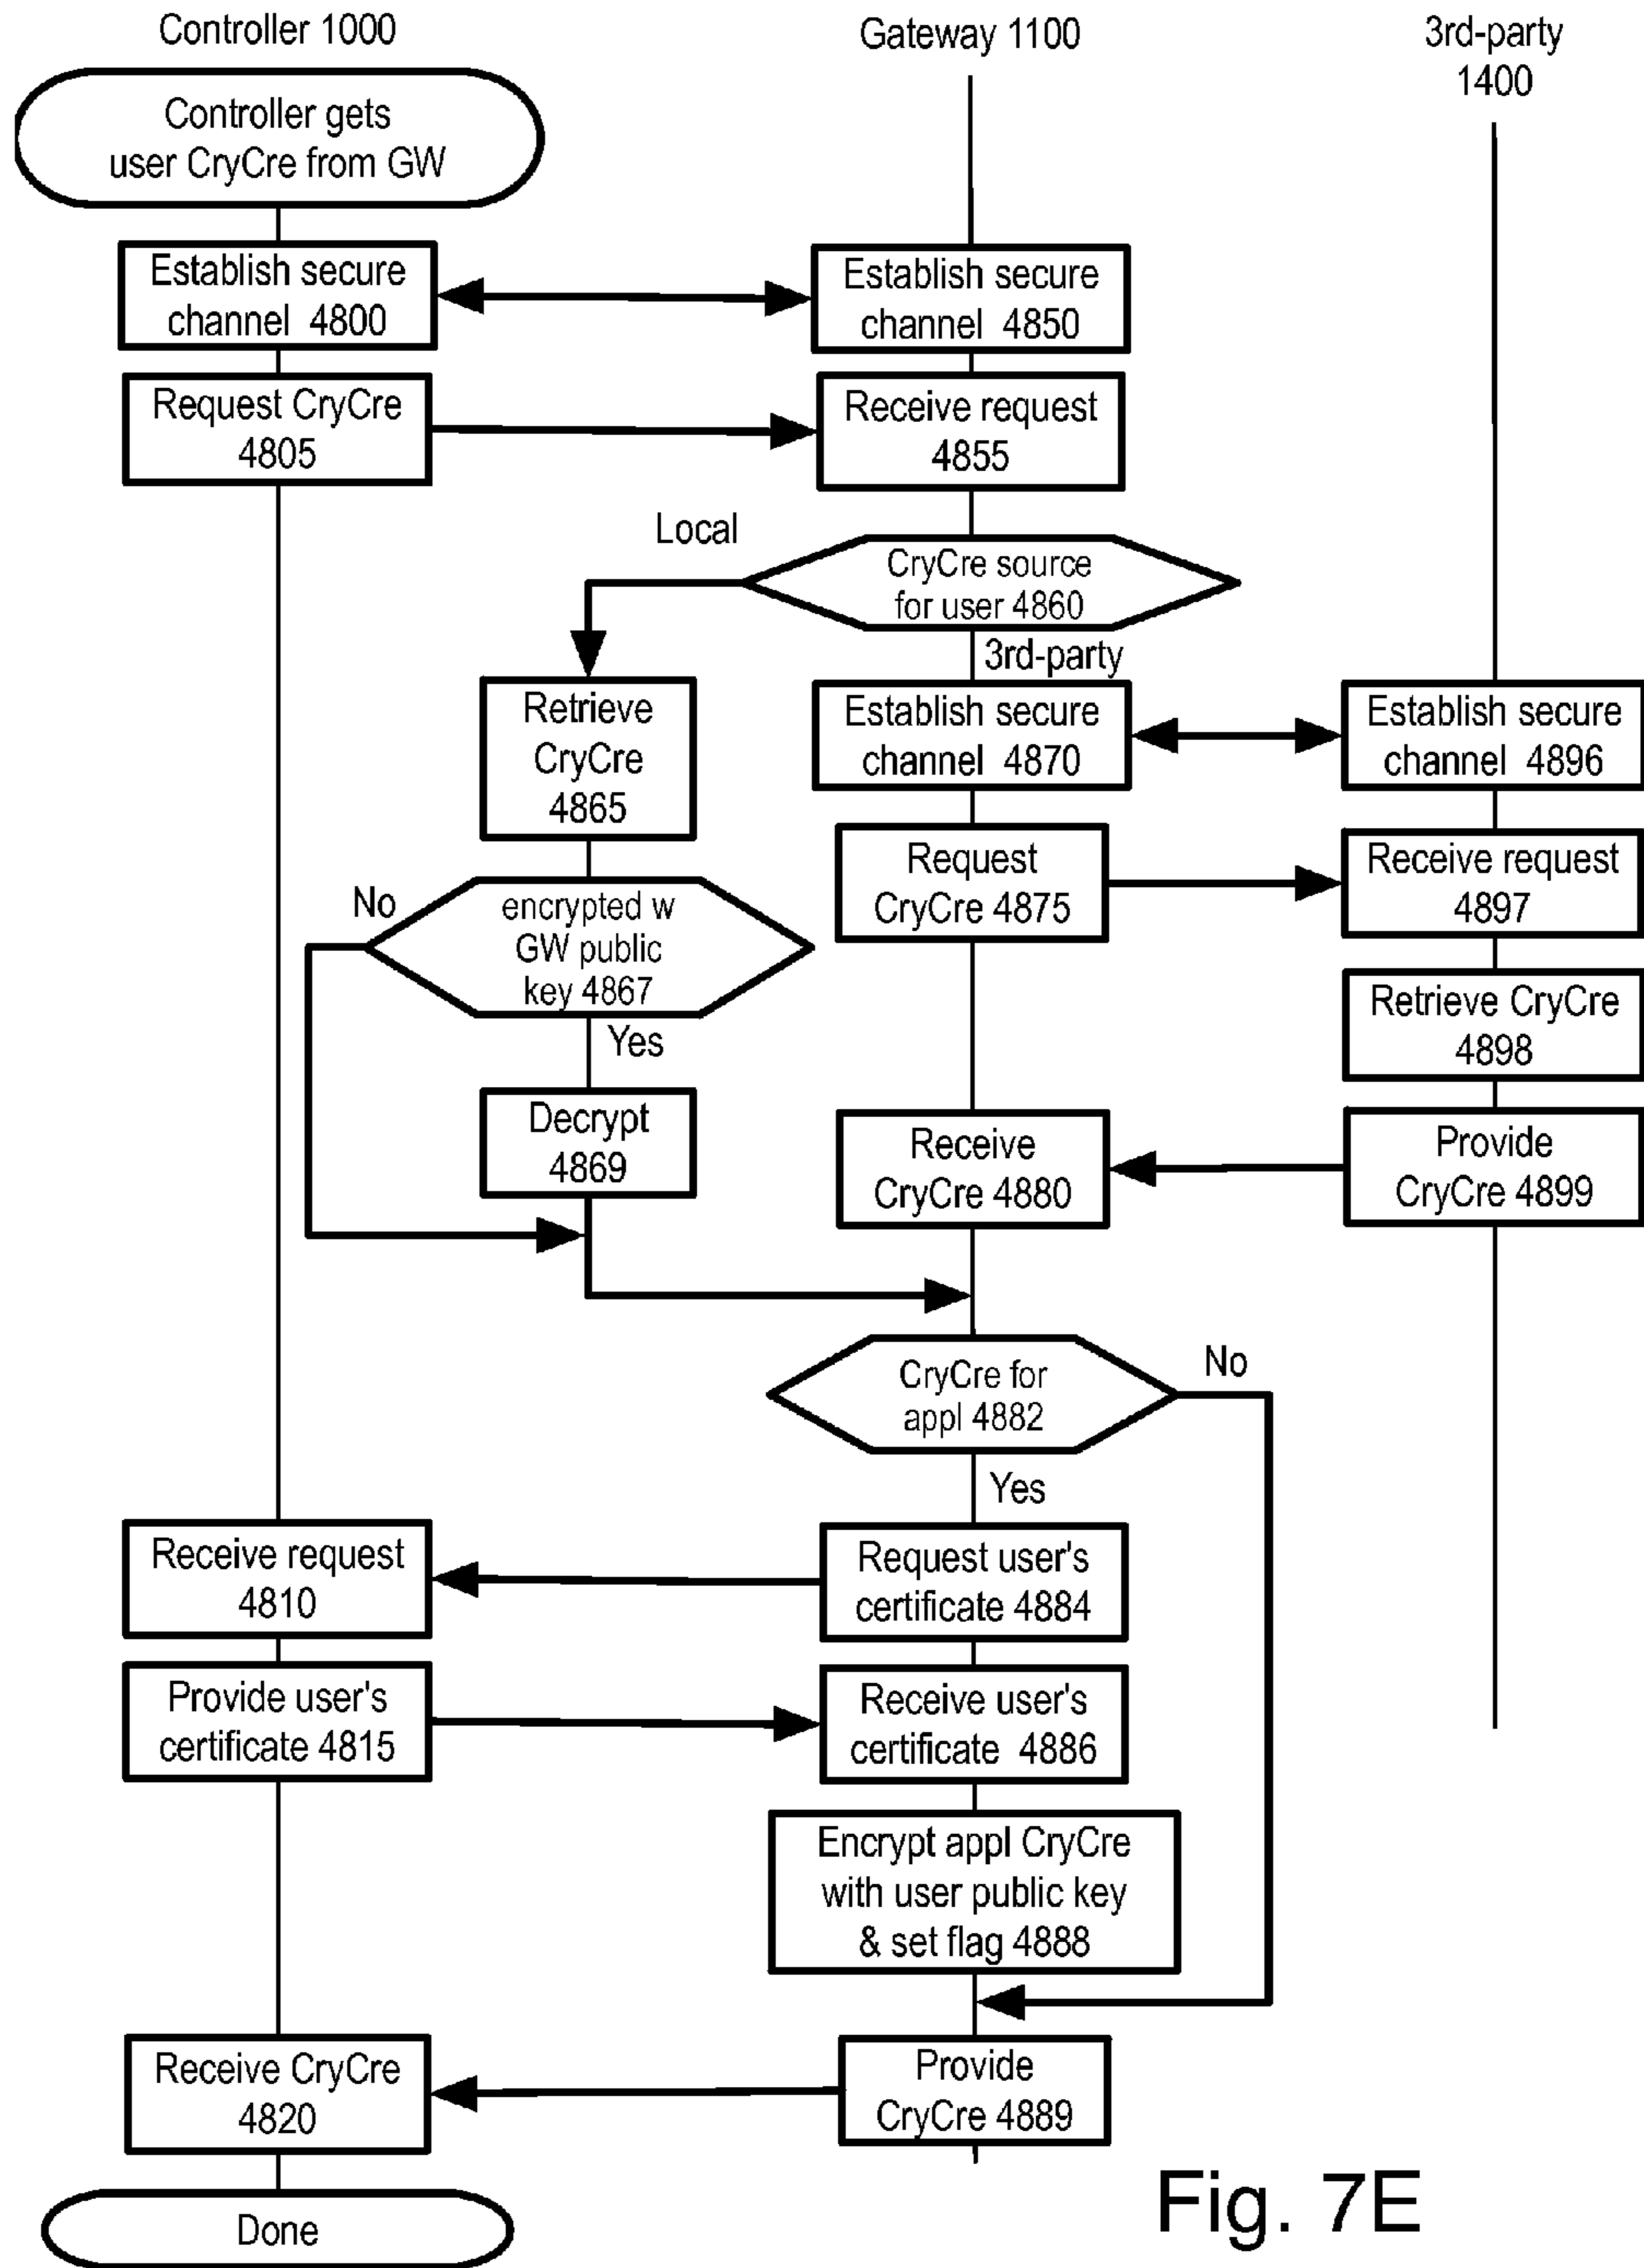 Controller 1000
Gateway 1100
3rd-party
1400
Controller gets
user CryCre from GW
Establish secure
channel 4800
Establish secure
channel 4850
Request CryCre
4805
Receive request
4855
Local
CryCre source
for user 4860
3rd-party
Retrieve
CryCre
4865
Establish secure
channel 4870
Establish secure
channel 4896
Request
CryCre 4875
Receive request
4897
No
encrypted w
GW public
key 4867
Yes
Retrieve CryCre
4898
Decrypt
4869
Receive
CryCre 4880
Provide
CryCre 4899
CryCre for
appl 4882
No
Yes
Receive request
4810
Request user's
certificate 4884
Provide user's
certificate 4815
Receive user's
certificate 4886
Encrypt appl CryCre
with user public key
& set flag 4888
Receive CryCre
4820
Provide
CryCre 4889
Done
Fig. 7E